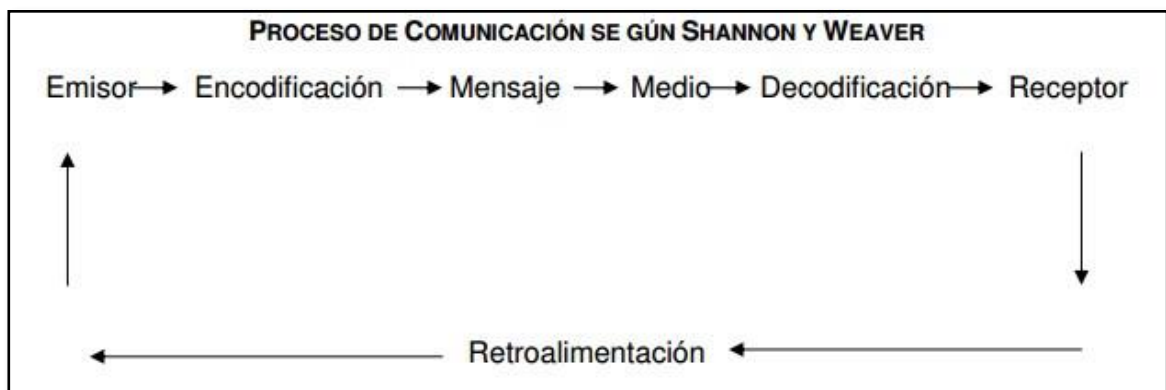 PROCESO DE COMUNICACIÓN SE GÚN SHANNON Y WEAVER
Emisor Encodificación Mensaje Medio Decodificación Receptor
Retroalimentación